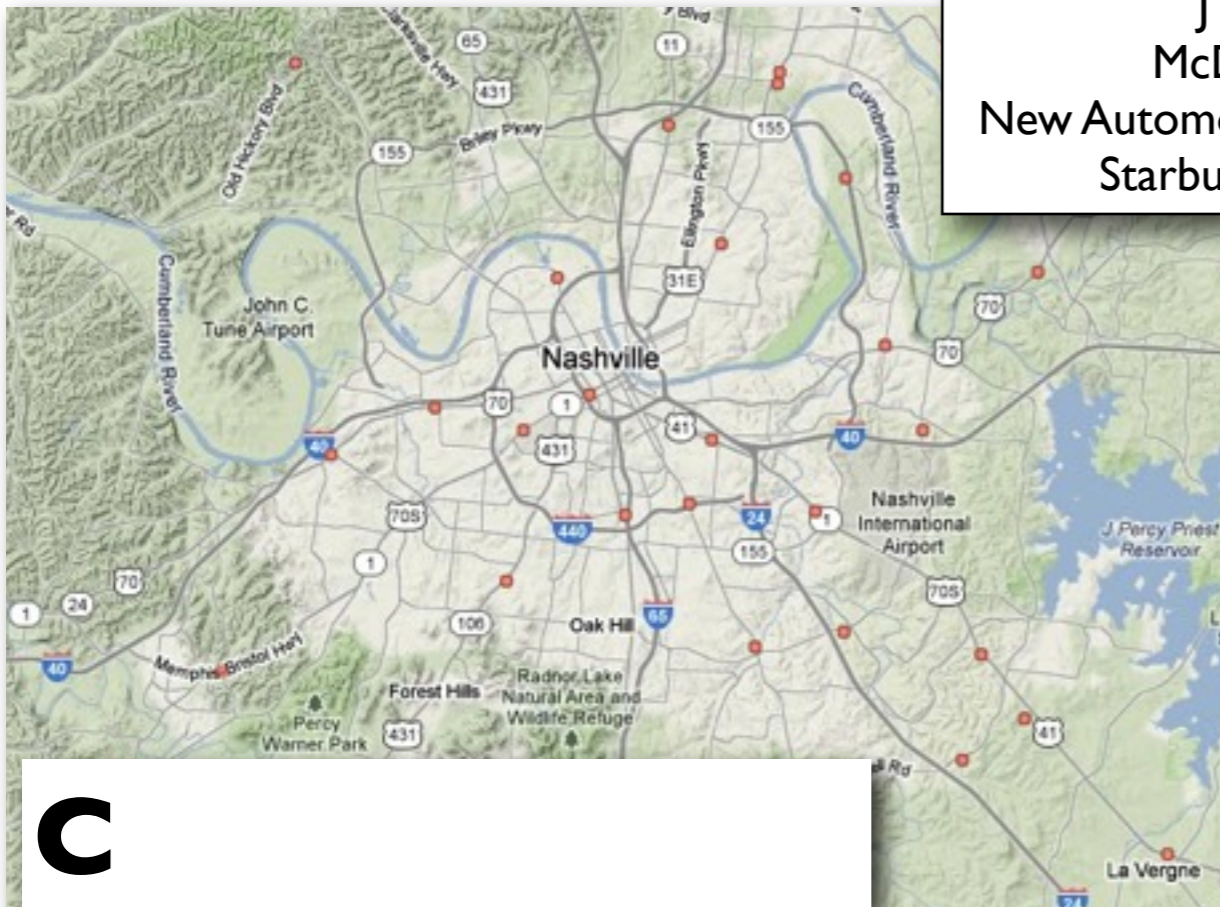 J
McD
New Autom
Starbu
65
11
431
Old Hickory Blvd
Briley Pkwy
155
155
Cumberland River
Ellington Pkwy
31E
Cumberland River
John C.
Tune Airport
70
70
Nashville
70
1
431
41
40
40
70S
440
24
1
155
Nashville
International
Airport
J Percy Priest
Reservoir
1
70
24
1
106
Oak Hill
65
70S
40
Memphis Bristol Hwy
Forest Hills
Radnor Lake
Natural Area and
Wildlife Refuge
Percy
Warner Park
431
41
Rd
C
La Vergne
24